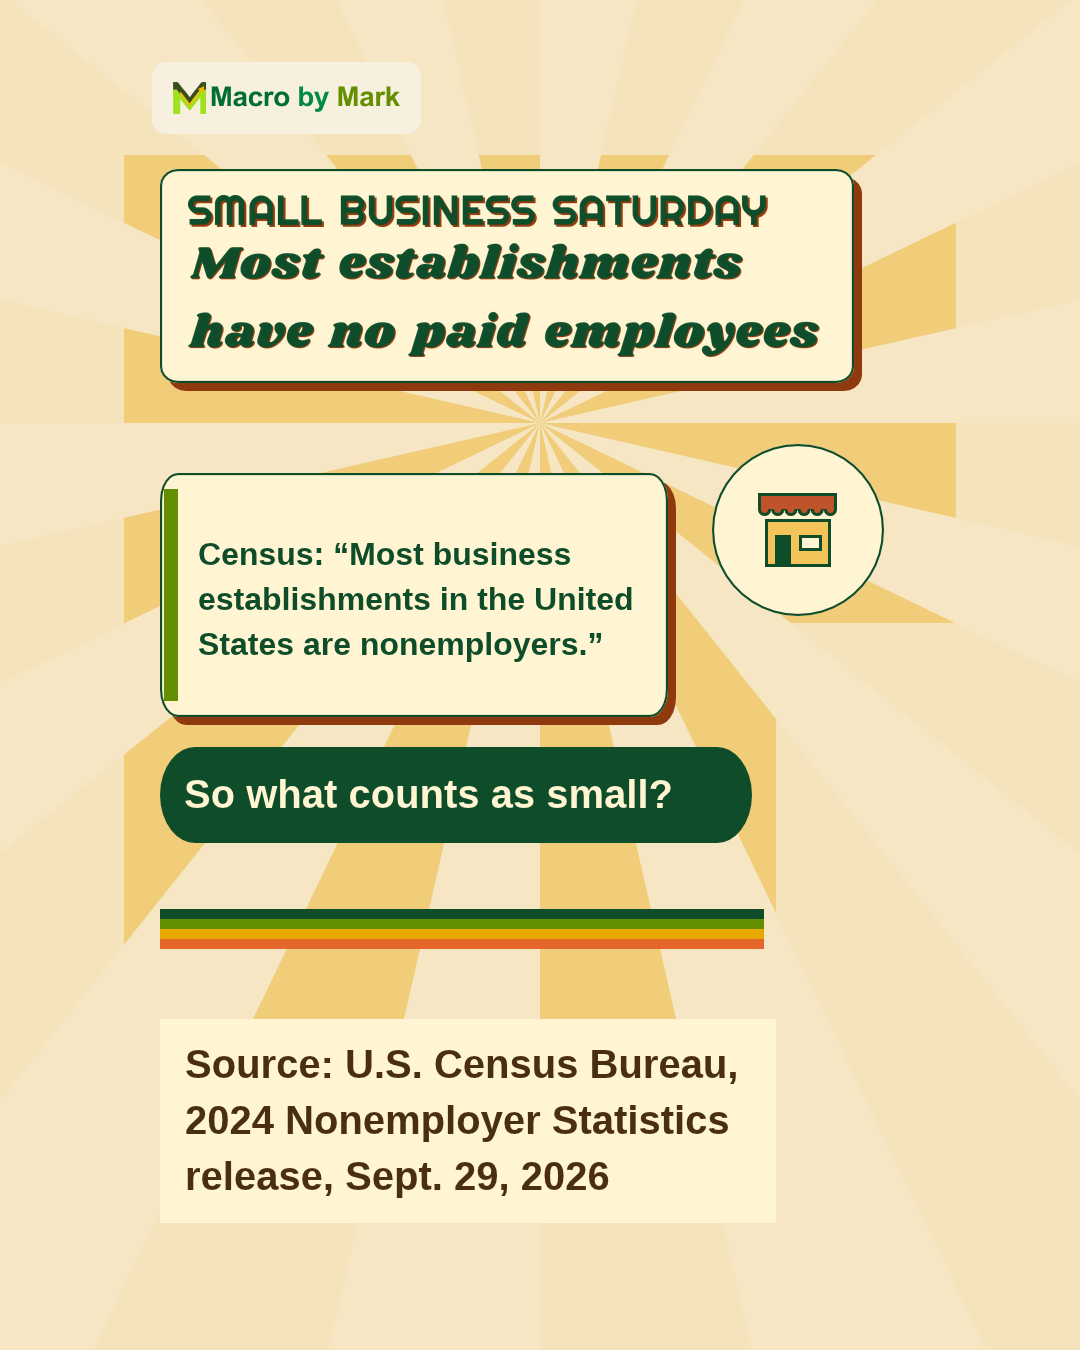 Macro by Mark
SMALL BUSINESS SATURDAY
Most establishments
have no paid employees
Census: “Most business
establishments in the United
States are nonemployers.”
So what counts as small?
Source: U.S. Census Bureau,
2024 Nonemployer Statistics
release, Sept. 29, 2026